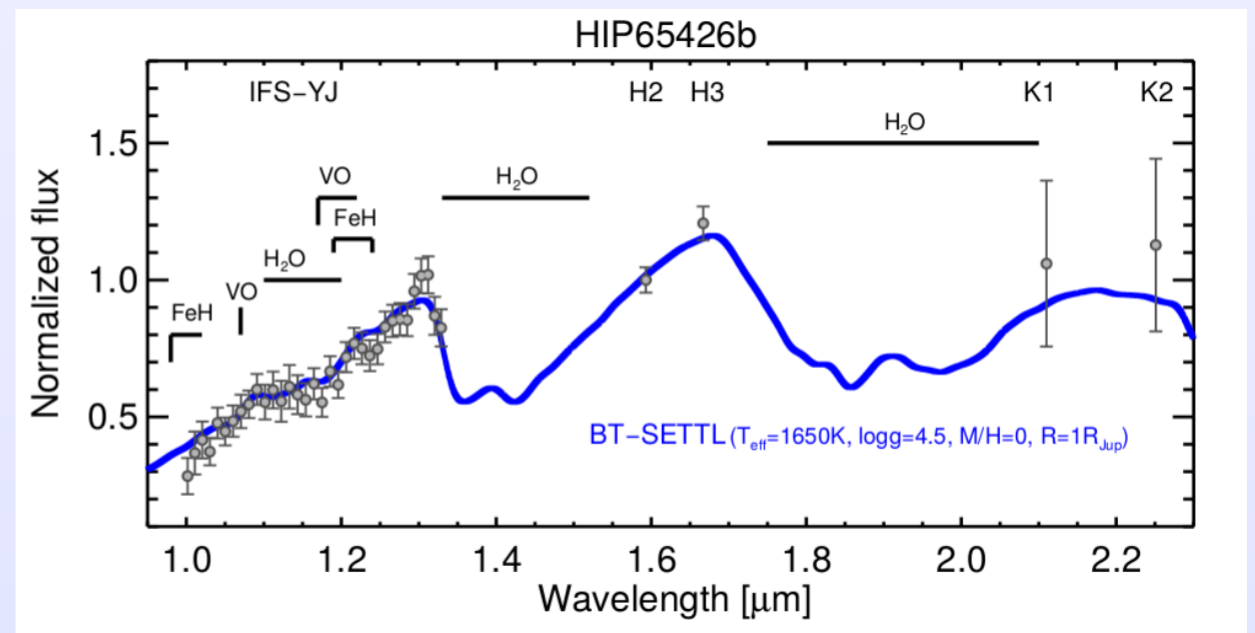 HIP65426b
IFS−YJ
H2
H3
K1
K2
H₂O
VO
H₂O
FeH
H₂O
VO
FeH
Normalized flux
1.5
1.0
0.5
BT−SETTL (Teff=1650K, logg=4.5, M/H=0, R=1RJup)
1.0
1.2
1.4
1.6
1.8
2.0
2.2
Wavelength [μm]